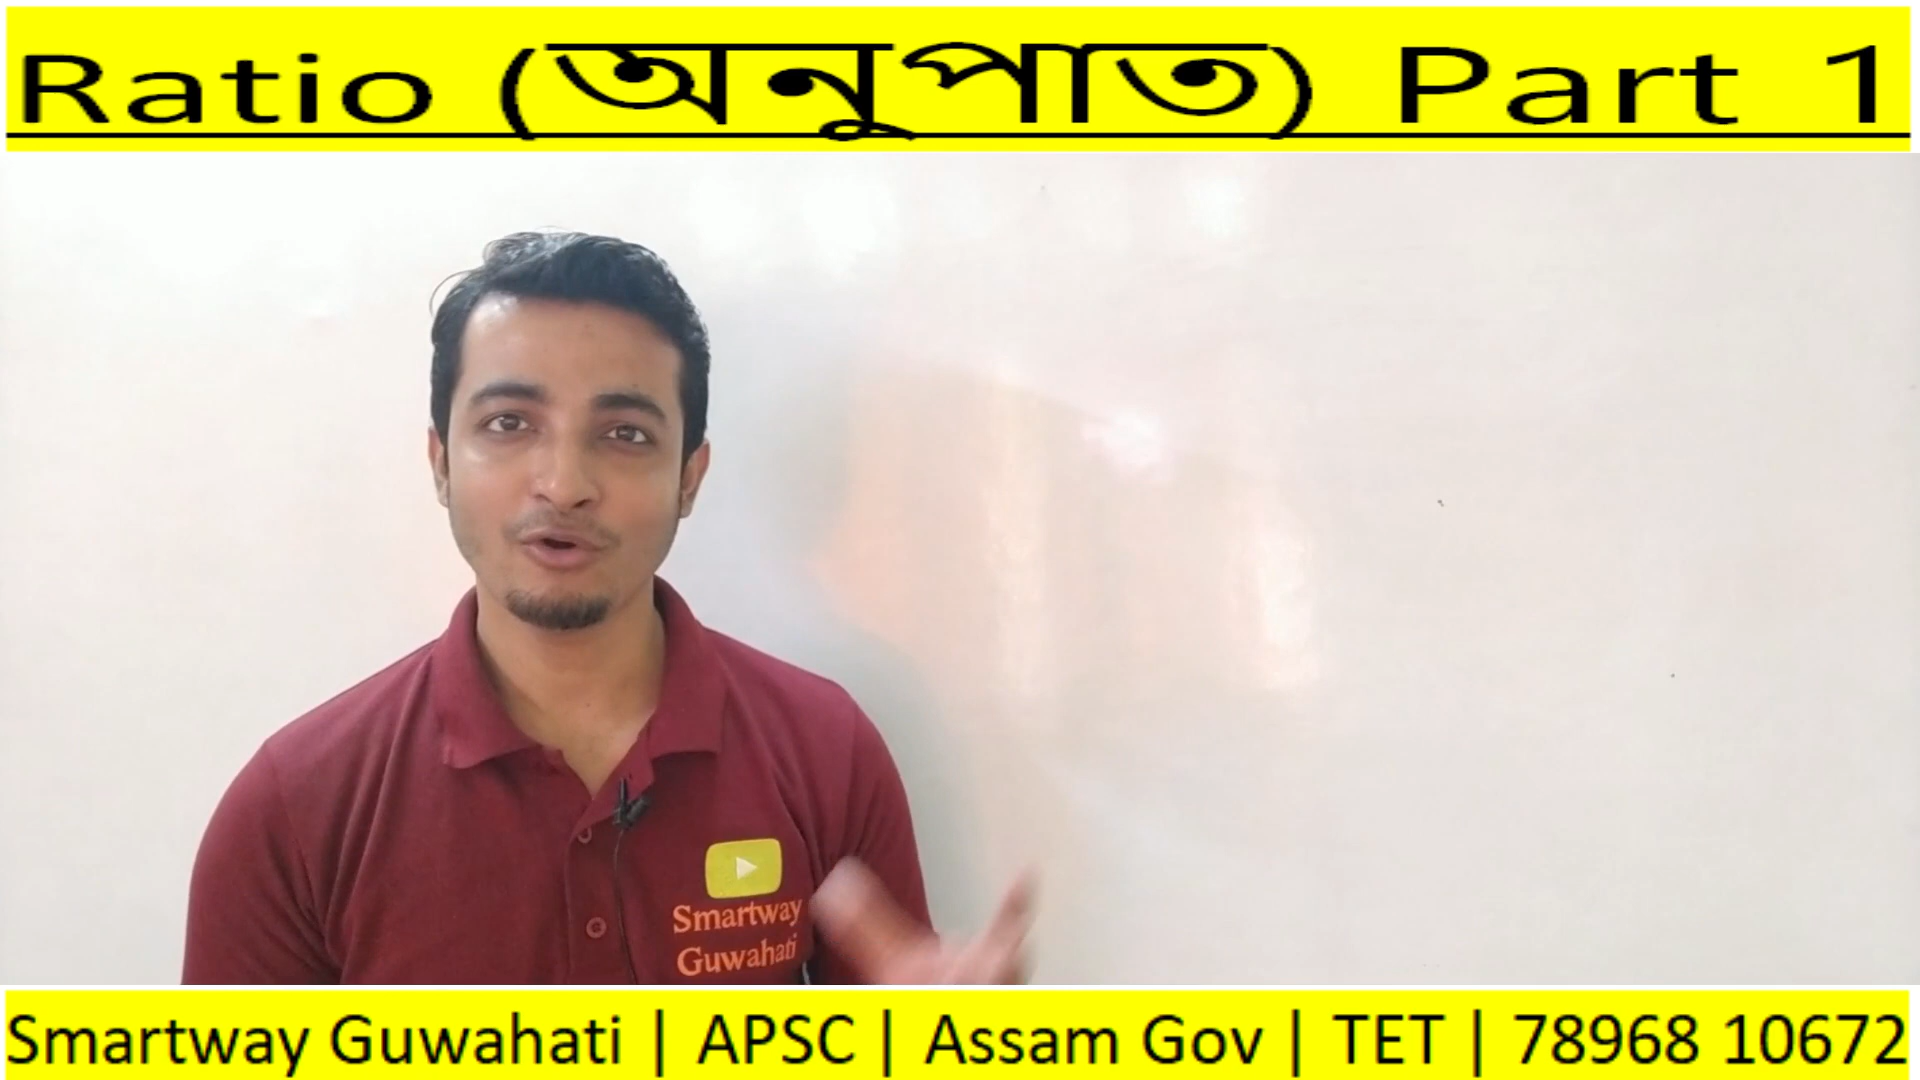 Ratio (অনুপাত) Part 1
Smartway
Guwahati
Smartway Guwahati | APSC | Assam Gov | TET | 78968 10672